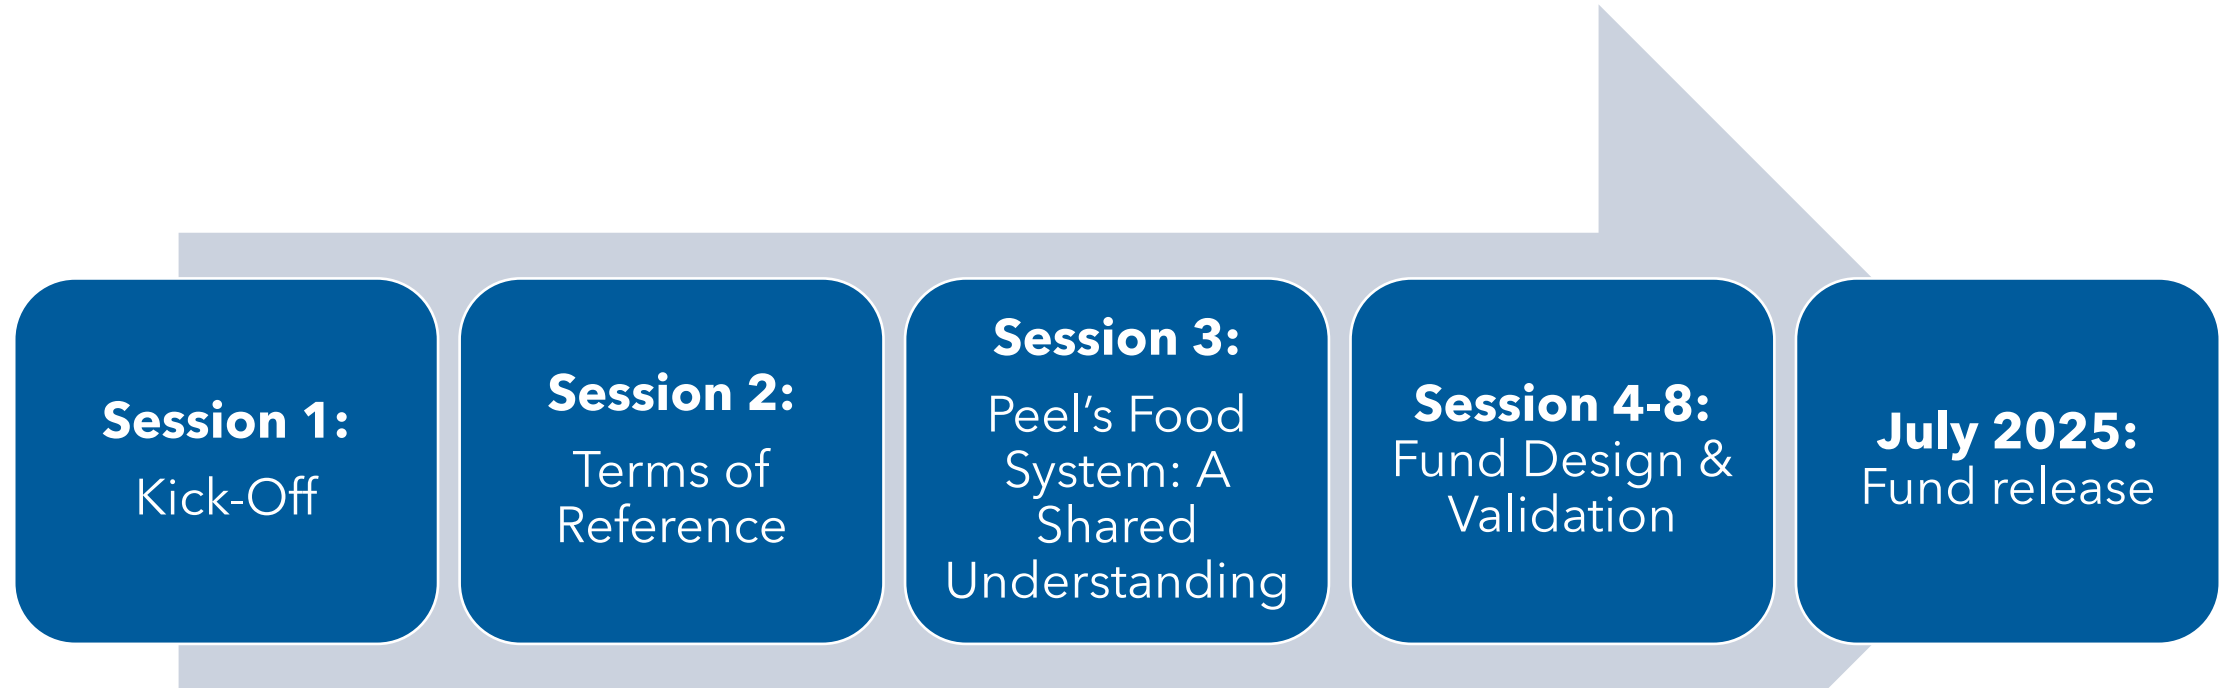 Session 1:
Kick-Off
Session 2:
Terms of
Reference
Session 3:
Peel’s Food
System: A
Shared
Understanding
Session 4-8:
Fund Design &
Validation
July 2025:
Fund release